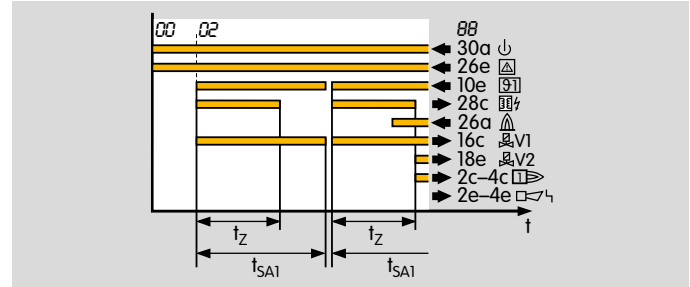 00 02 88
30a
26e
10e ϑ1
28c
26a
16c V1
18e V2
2c–4c 1
2e–4e
t
tZ tZ
tSA1 tSA1